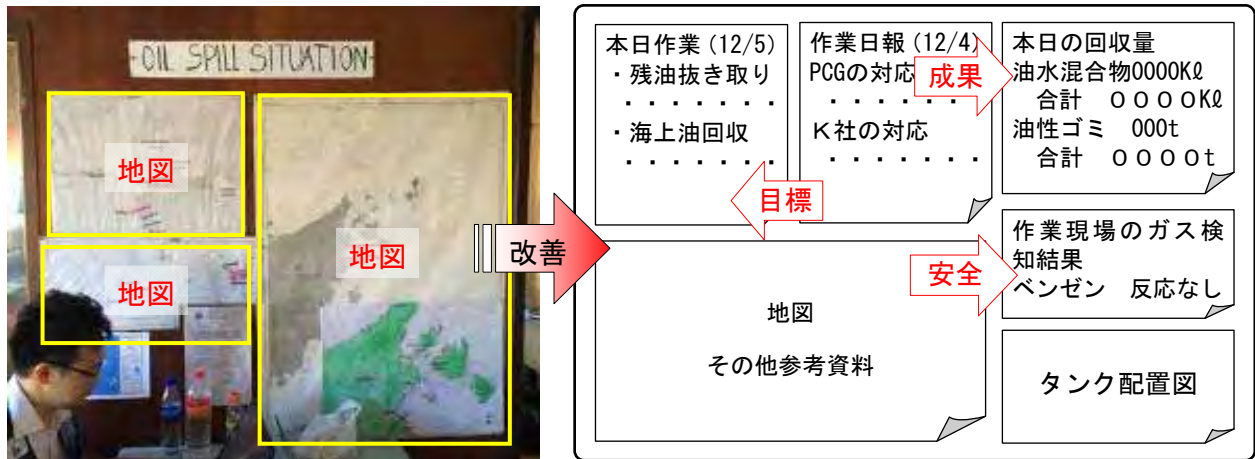 OIL SPILL SITUATION
地図
地図
地図
改善
本日作業(12/5)
・残油抜き取り
・・・・・・・
・海上油回収
・・・・・・・
目標
作業日報(12/4)
PCGの対応
・・・・・・
K社の対応
・・・・・・・
成果
本日の回収量
油水混合物0000Kℓ
合計 0000Kℓ
油性ゴミ 000t
合計 0000t
安全
作業現場のガス検
知結果
ベンゼン 反応なし
地図
その他参考資料
タンク配置図